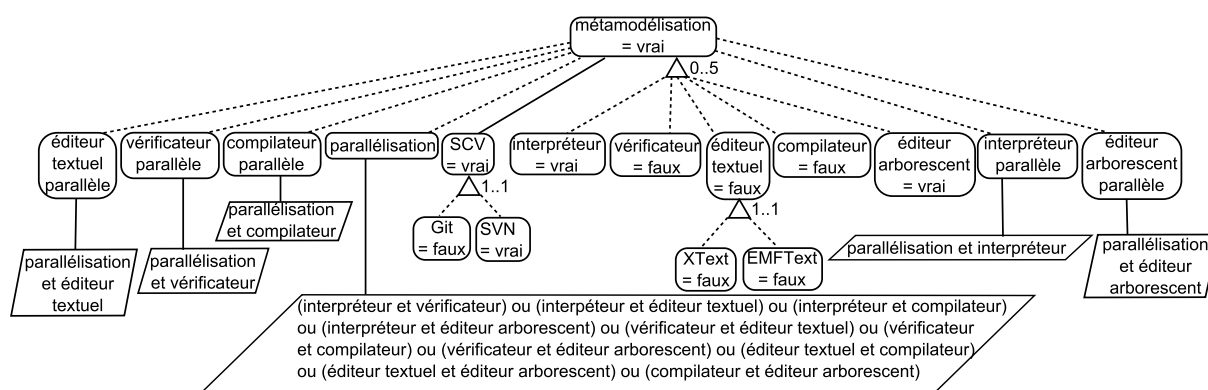 métamodélisation
= vrai
0..5
éditeur
textuel
parallèle
vérificateur
parallèle
compilateur
parallèle
parallélisation
SCV
= vrai
interpréteur
= vrai
vérificateur
= faux
éditeur
textuel
= faux
compilateur
= faux
éditeur
arborescent
= vrai
interpréteur
parallèle
éditeur
arborescent
parallèle
1..1
1..1
parallélisation
et compilateur
Git
= faux
SVN
= vrai
parallélisation
et éditeur
textuel
parallélisation
et vérificateur
XText
= faux
EMFText
= faux
parallélisation et interpréteur
parallélisation
et éditeur
arborescent
(interpréteur et vérificateur) ou (interpéteur et éditeur textuel) ou (interpréteur et compilateur)
ou (interpréteur et éditeur arborescent) ou (vérificateur et éditeur textuel) ou (vérificateur
et compilateur) ou (vérificateur et éditeur arborescent) ou (éditeur textuel et compilateur)
ou (éditeur textuel et éditeur arborescent) ou (compilateur et éditeur arborescent)